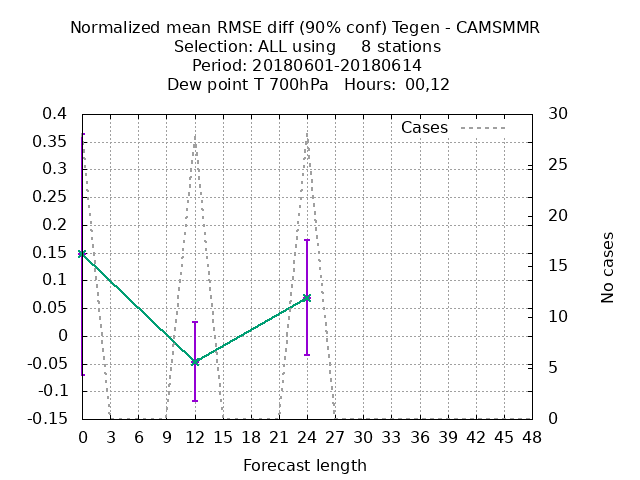 Normalized mean RMSE diff (90% conf) Tegen - CAMSMMR
Selection: ALL using 8 stations
Period: 20180601-20180614
Dew point T 700hPa Hours: 00,12
Cases
0.4
0.35
0.3
0.25
0.2
0.15
0.1
0.05
0
-0.05
-0.1
-0.15
30
25
20
15
10
5
0
No cases
0 3 6 9 12 15 18 21 24 27 30 33 36 39 42 45 48
Forecast length